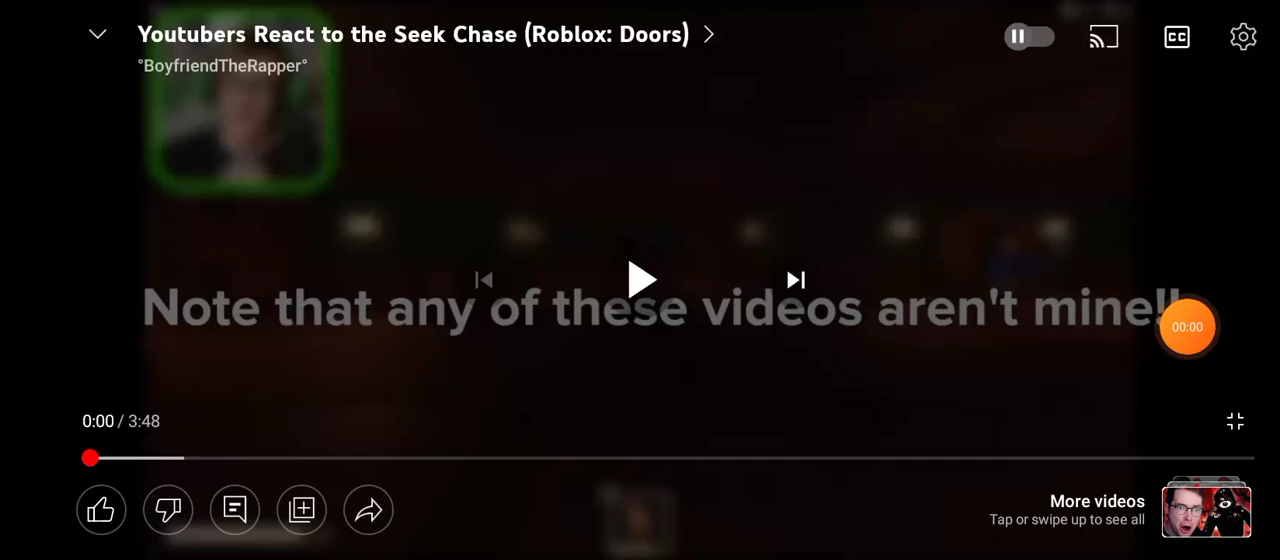 Youtubers React to the Seek Chase (Roblox: Doors)
°BoyfriendTheRapper°
CC
Note that any of these videos aren't mine!!
00:00
0:00 / 3:48
More videos
Tap or swipe up to see all